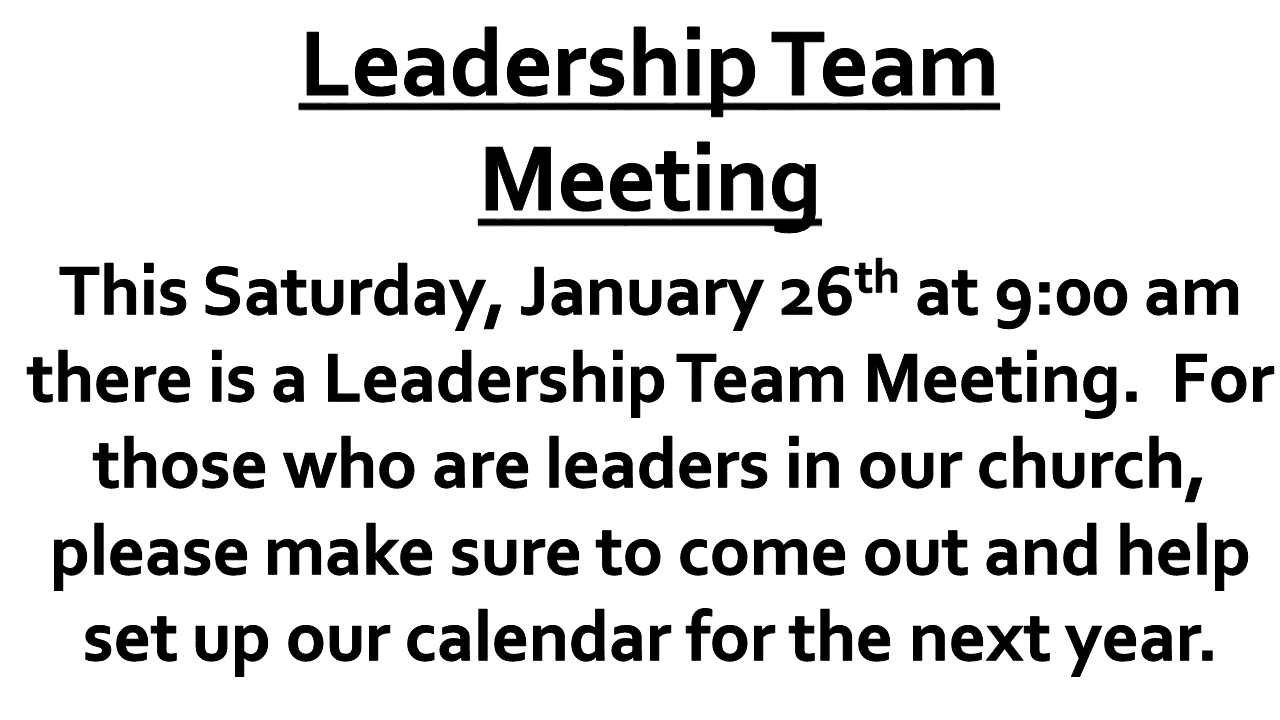 Leadership Team
Meeting
This Saturday, January 26th at 9:00 am
there is a Leadership Team Meeting.  For
those who are leaders in our church,
please make sure to come out and help
set up our calendar for the next year.